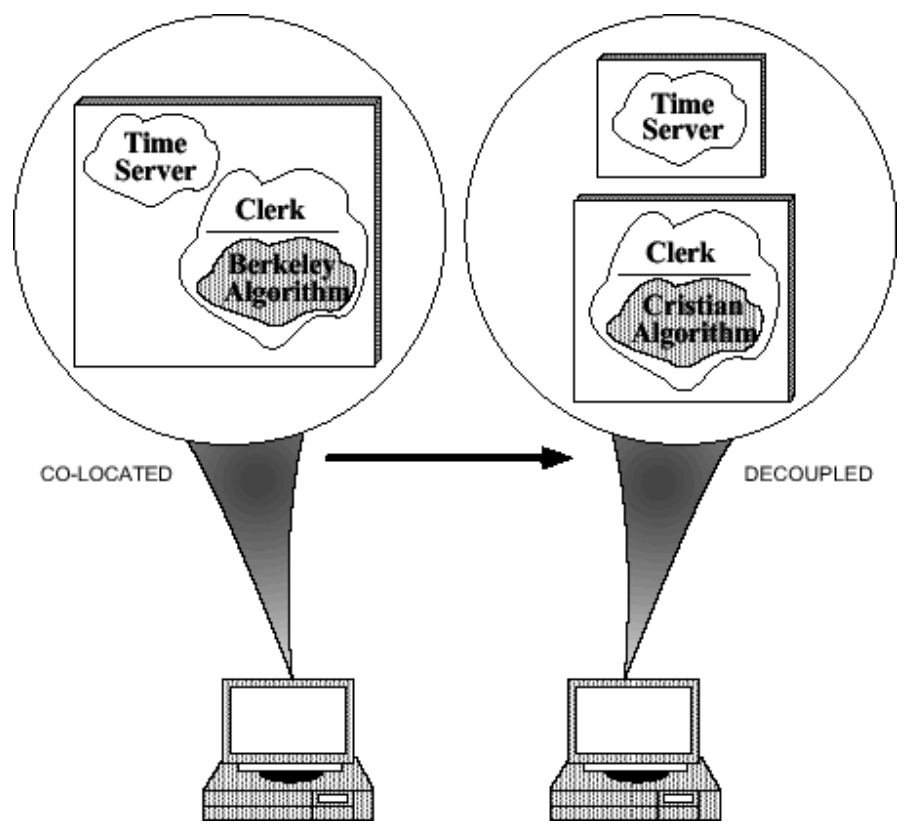 Time
Server
Clerk
Berkeley
Algorithm
CO-LOCATED
Time
Server
Clerk
Cristian
Algorithm
DECOUPLED